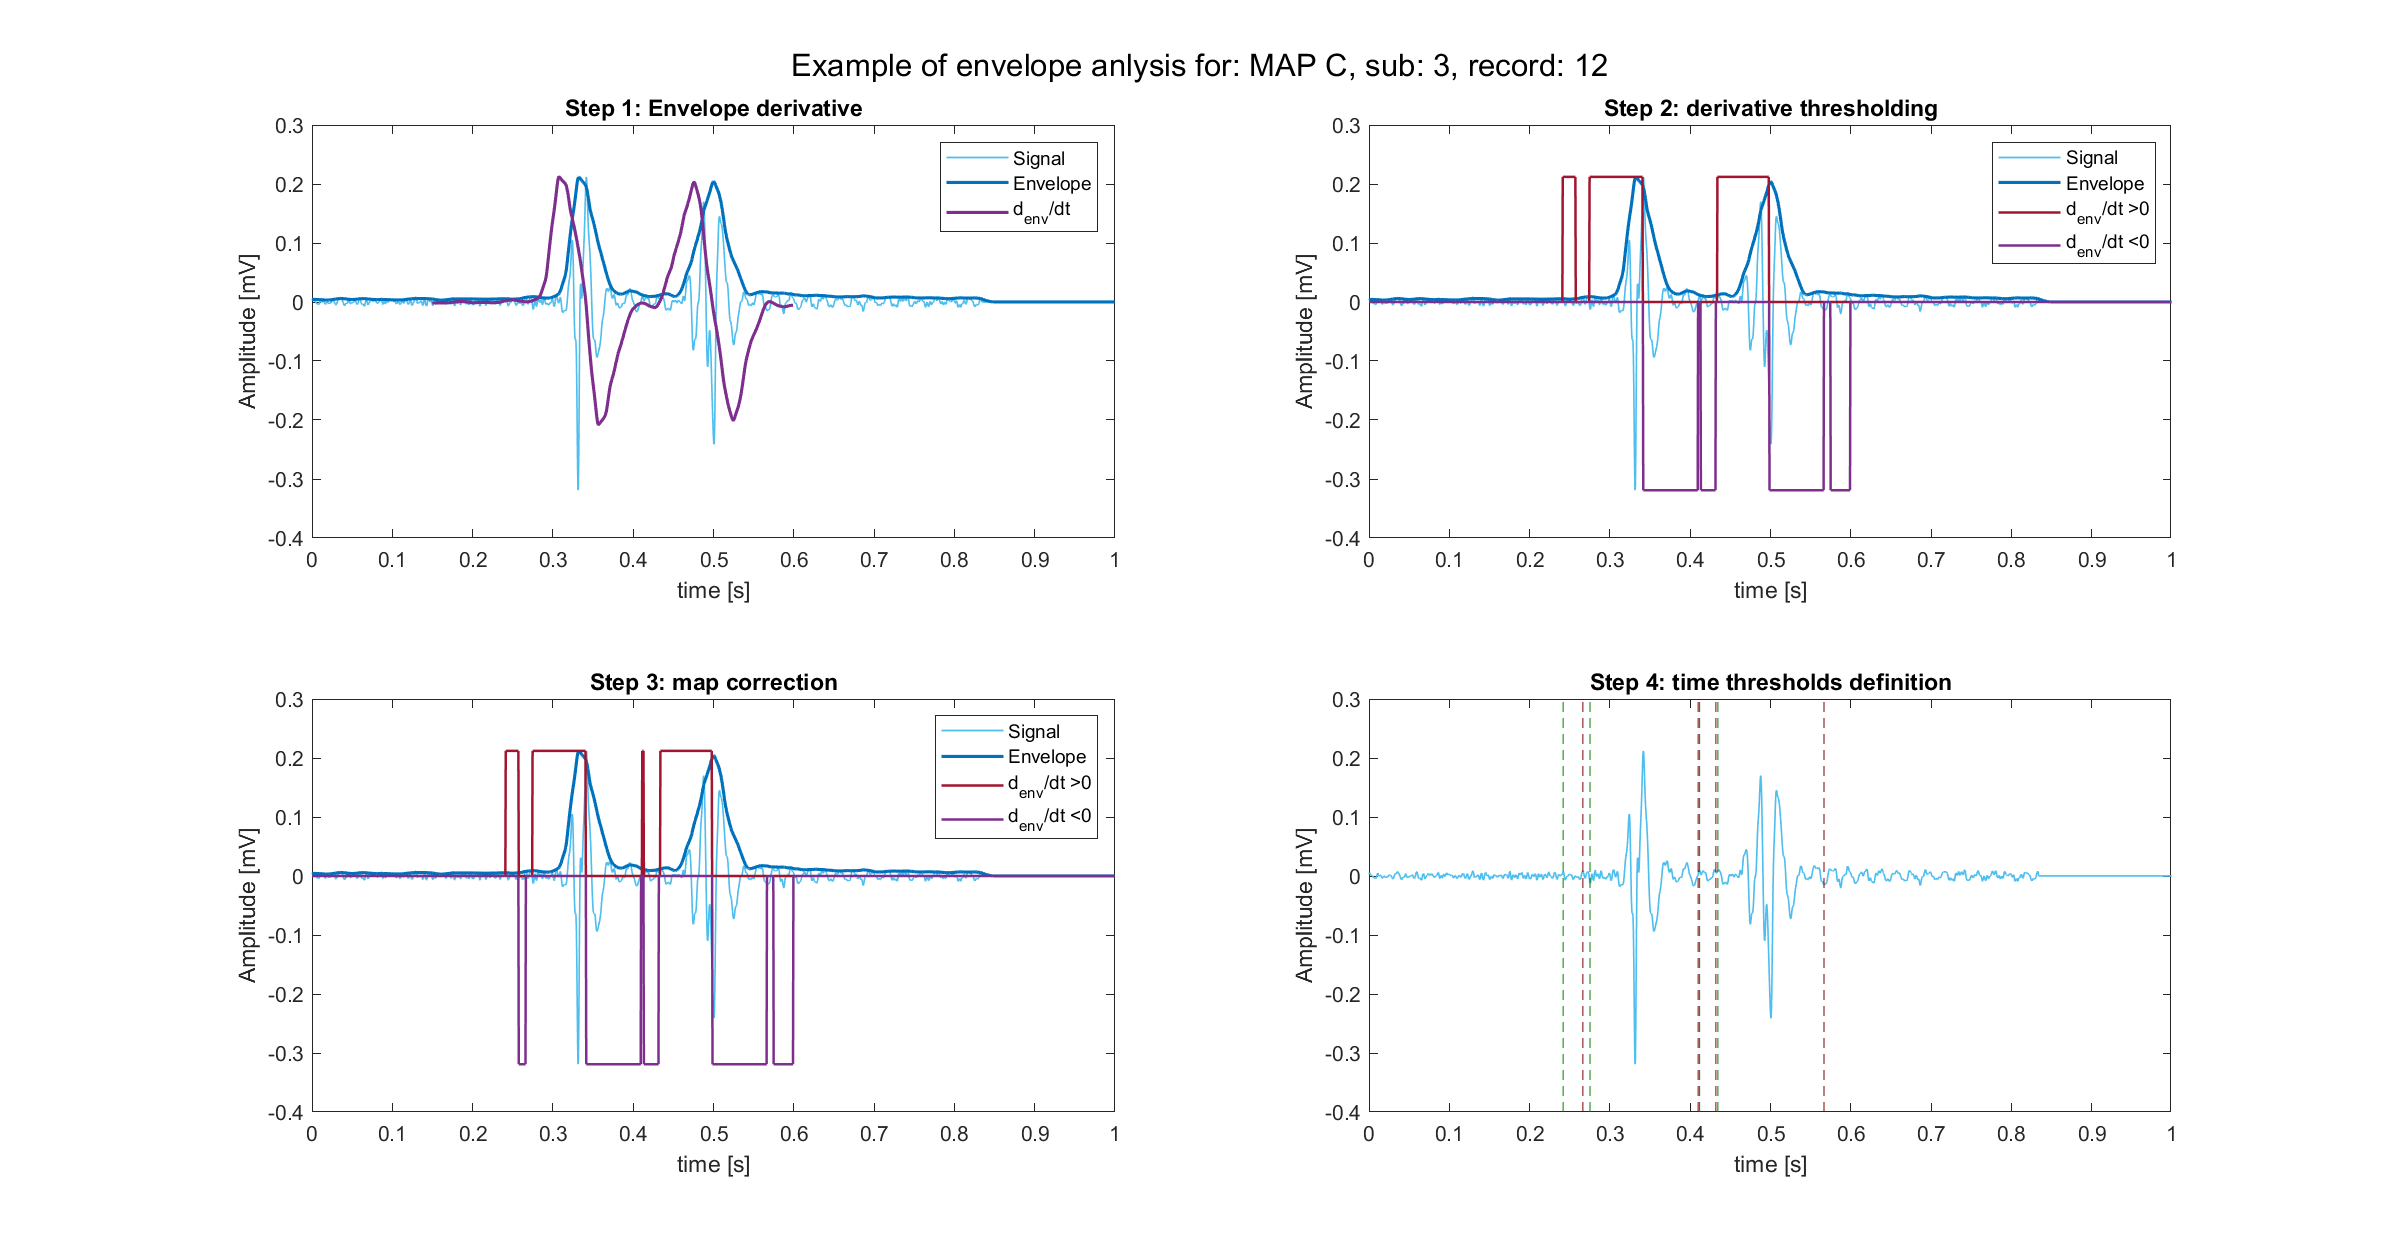 Example of envelope anlysis for: MAP C, sub: 3, record: 12
Step 1: Envelope derivative
0.3
0.2
0.1
0
-0.1
-0.2
-0.3
-0.4
Amplitude [mV]
0 0.1 0.2 0.3 0.4 0.5 0.6 0.7 0.8 0.9 1
time [s]
Signal
Envelope
d_env/dt
Step 2: derivative thresholding
0.3
0.2
0.1
0
-0.1
-0.2
-0.3
-0.4
Amplitude [mV]
0 0.1 0.2 0.3 0.4 0.5 0.6 0.7 0.8 0.9 1
time [s]
Signal
Envelope
d_env/dt >0
d_env/dt <0
Step 3: map correction
0.3
0.2
0.1
0
-0.1
-0.2
-0.3
-0.4
Amplitude [mV]
0 0.1 0.2 0.3 0.4 0.5 0.6 0.7 0.8 0.9 1
time [s]
Signal
Envelope
d_env/dt >0
d_env/dt <0
Step 4: time thresholds definition
0.3
0.2
0.1
0
-0.1
-0.2
-0.3
-0.4
Amplitude [mV]
0 0.1 0.2 0.3 0.4 0.5 0.6 0.7 0.8 0.9 1
time [s]